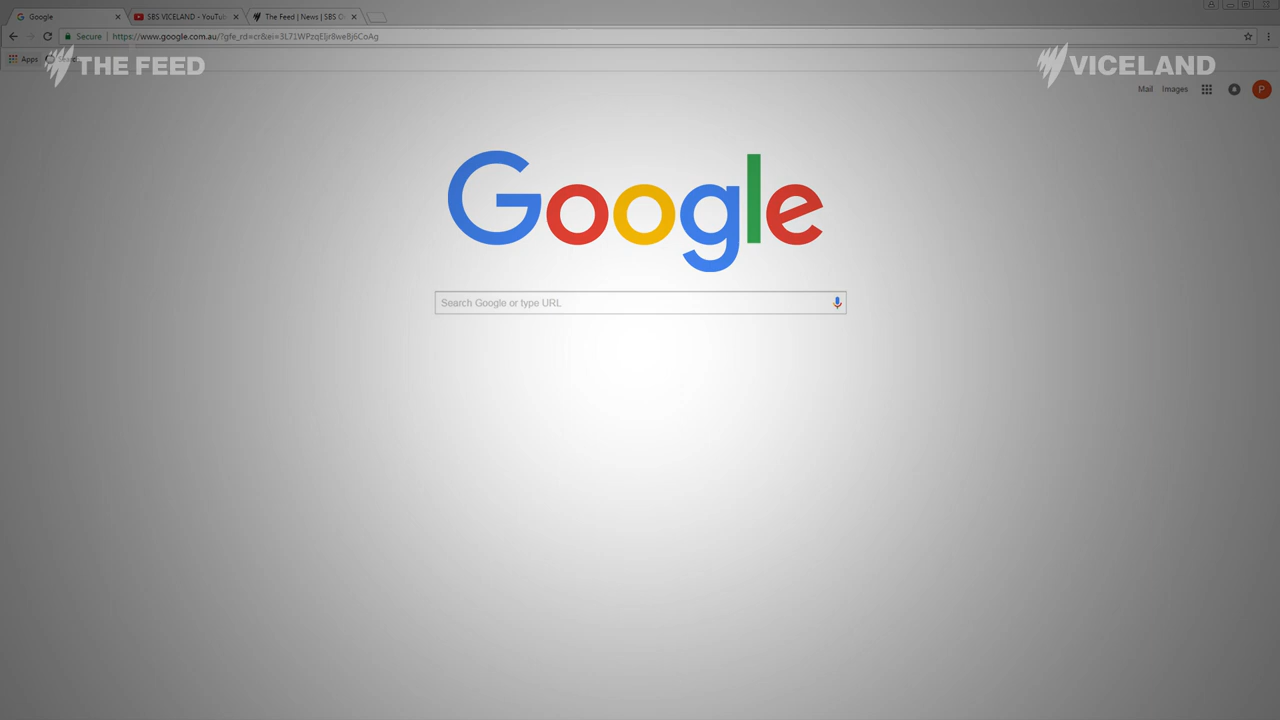 Google
SBS VICELAND - YouTub
The Feed | News | SBS O
Secure
https://www.google.com.au/?gfe_rd=cr&ei=3L71WPzqEIjr8we8j6CoAg
Apps
THE FEED
VICELAND
Mail
Images
P
Google
Search Google or type URL